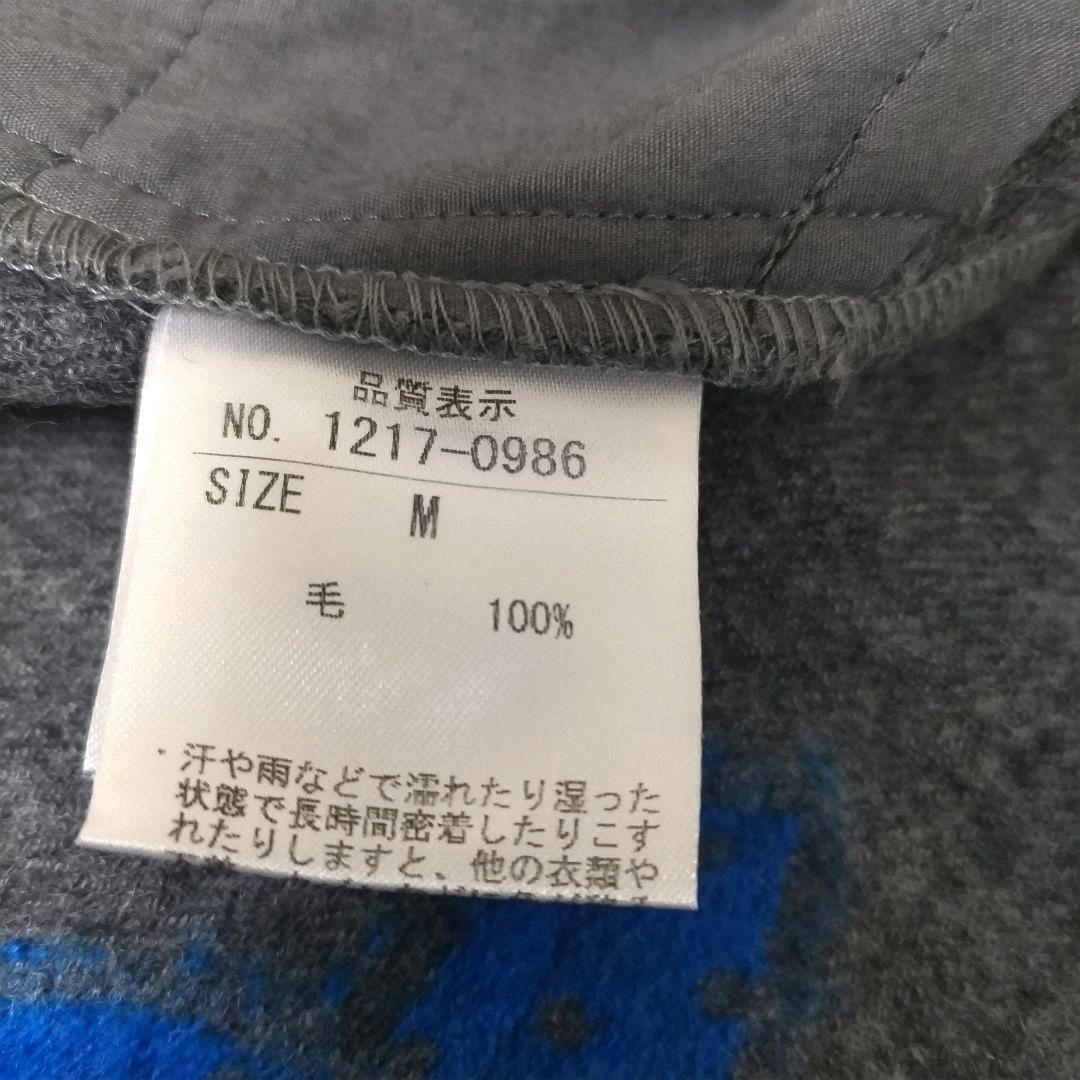 品質表示
NO. 1217-0986
SIZE M
毛 100%
・汗や雨などで濡れたり湿った
状態で長時間密着したりこす
れたりしますと、他の衣類や